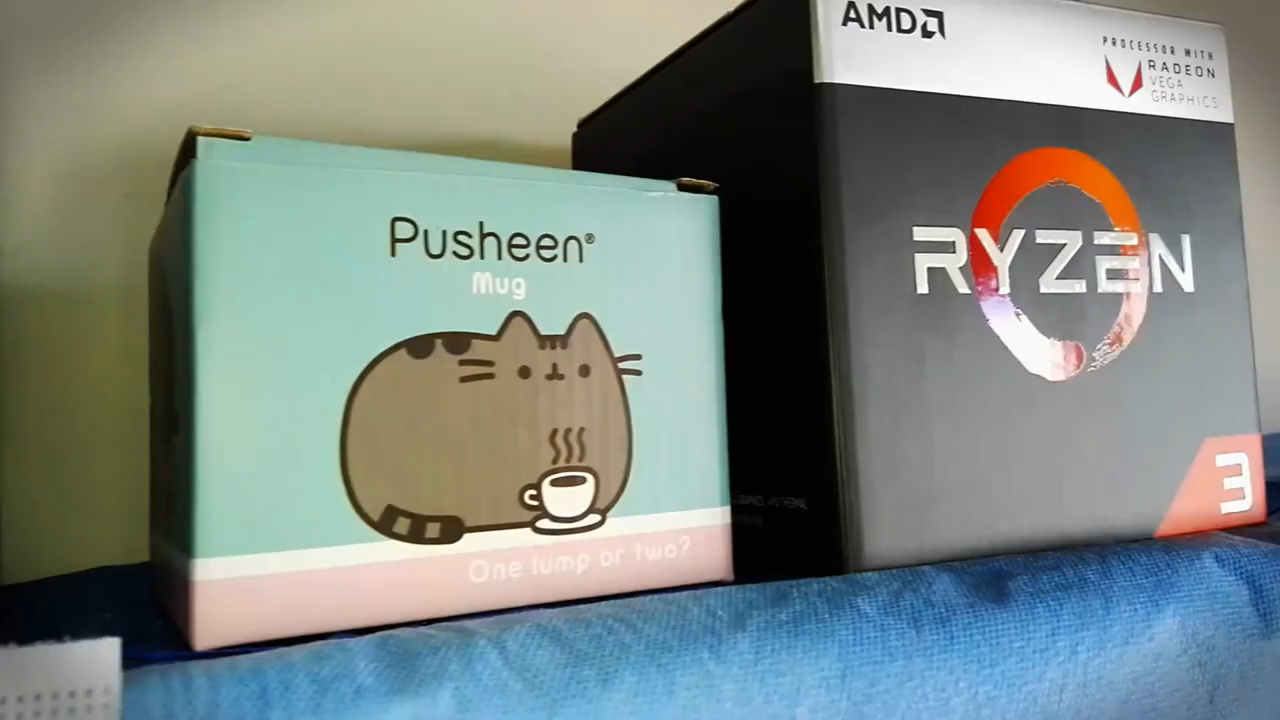 Pusheen®
Mug
One lump or two?
AMD
PROCESSOR WITH
RADEON
VEGA
GRAPHICS
RYZEN
3